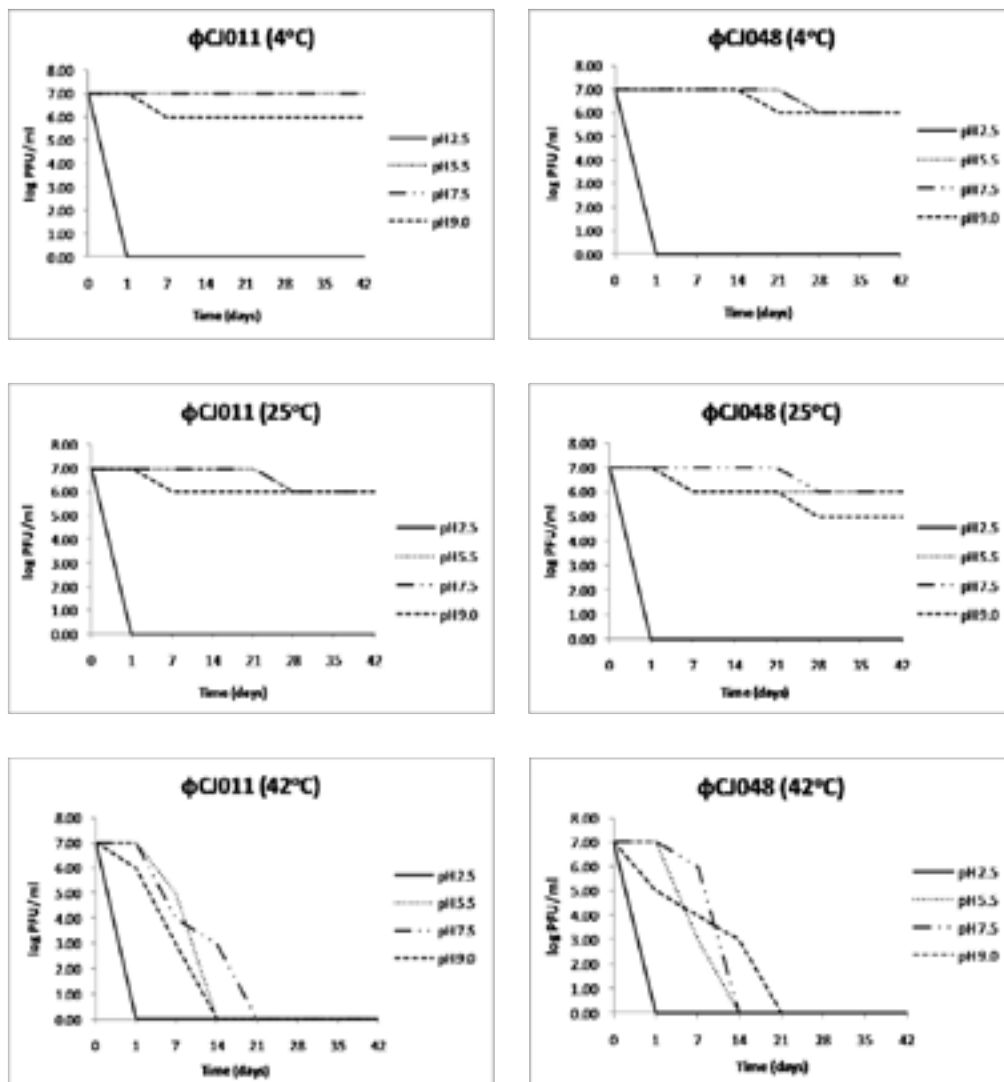 ϕCJ011 (4°C)
8.00
7.00
6.00
5.00
4.00
3.00
2.00
1.00
0.00
log PFU/ml
0 1 7 14 21 28 35 42
Time (days)
pH2.5
pH5.5
pH7.5
pH9.0
ϕCJ048 (4°C)
8.00
7.00
6.00
5.00
4.00
3.00
2.00
1.00
0.00
log PFU/ml
0 1 7 14 21 28 35 42
Time (days)
pH2.5
pH5.5
pH7.5
pH9.0
ϕCJ011 (25°C)
8.00
7.00
6.00
5.00
4.00
3.00
2.00
1.00
0.00
log PFU/ml
0 1 7 14 21 28 35 42
Time (days)
pH2.5
pH5.5
pH7.5
pH9.0
ϕCJ048 (25°C)
8.00
7.00
6.00
5.00
4.00
3.00
2.00
1.00
0.00
log PFU/ml
0 1 7 14 21 28 35 42
Time (days)
pH2.5
pH5.5
pH7.5
pH9.0
ϕCJ011 (42°C)
8.00
7.00
6.00
5.00
4.00
3.00
2.00
1.00
0.00
log PFU/ml
0 1 7 14 21 28 35 42
Time (days)
pH2.5
pH5.5
pH7.5
pH9.0
ϕCJ048 (42°C)
8.00
7.00
6.00
5.00
4.00
3.00
2.00
1.00
0.00
log PFU/ml
0 1 7 14 21 28 35 42
Time (days)
pH2.5
pH5.5
pH7.5
pH9.0